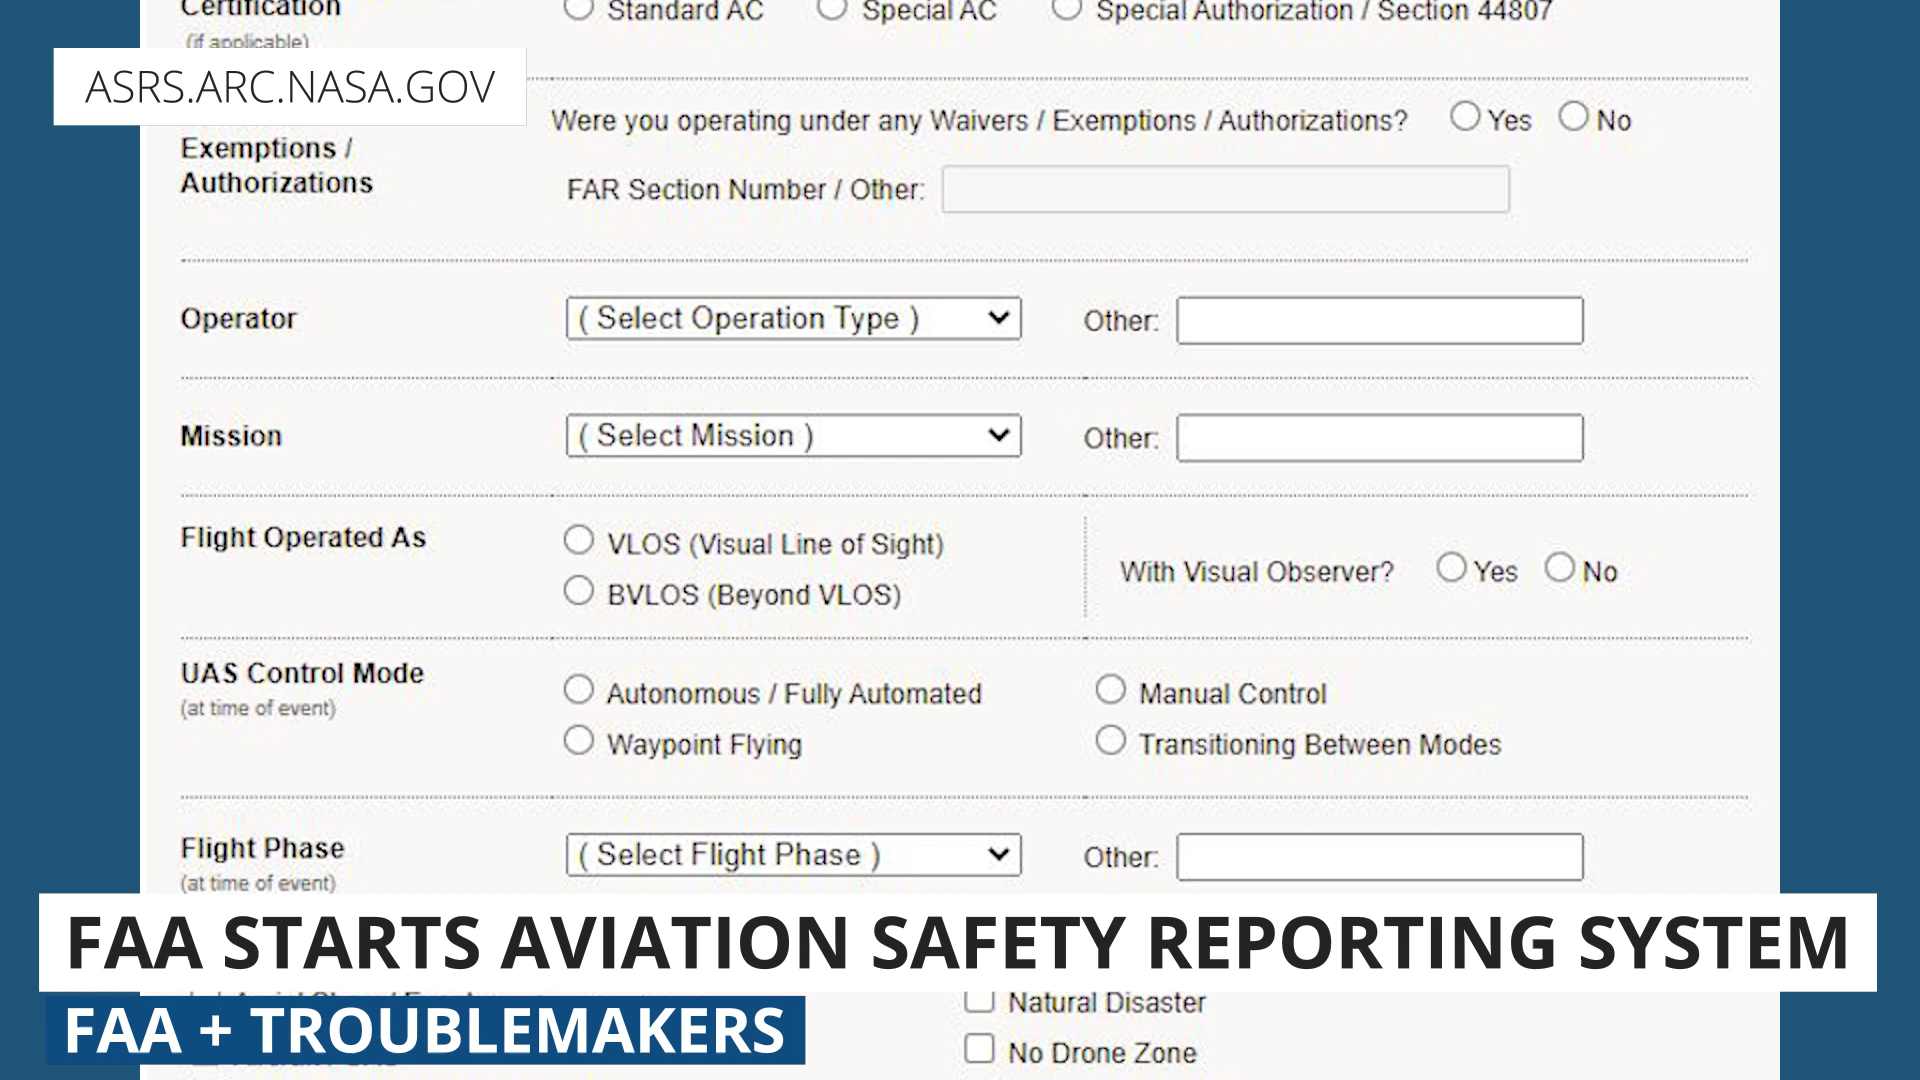 Certification
Standard AC Special AC Special Authorization / Section 44807
(if applicable)
ASRS.ARC.NASA.GOV
Were you operating under any Waivers / Exemptions / Authorizations? Yes No
Exemptions /
Authorizations
FAR Section Number / Other:
Operator ( Select Operation Type ) Other:
Mission ( Select Mission ) Other:
Flight Operated As VLOS (Visual Line of Sight)
BVLOS (Beyond VLOS)
With Visual Observer? Yes No
UAS Control Mode
(at time of event)
Autonomous / Fully Automated Manual Control
Waypoint Flying Transitioning Between Modes
Flight Phase ( Select Flight Phase ) Other:
(at time of event)
FAA STARTS AVIATION SAFETY REPORTING SYSTEM
Natural Disaster
FAA + TROUBLEMAKERS
No Drone Zone